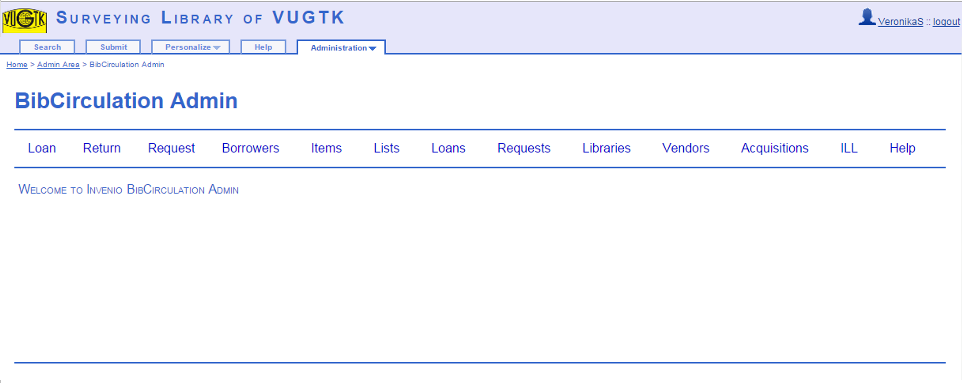 VUGTK Surveying Library of VUGTK
VeronikaS :: logout
Search Submit Personalize Help Administration
Home > Admin Area > BibCirculation Admin
BibCirculation Admin
Loan Return Request Borrowers Items Lists Loans Requests Libraries Vendors Acquisitions ILL Help
Welcome to Invenio BibCirculation Admin